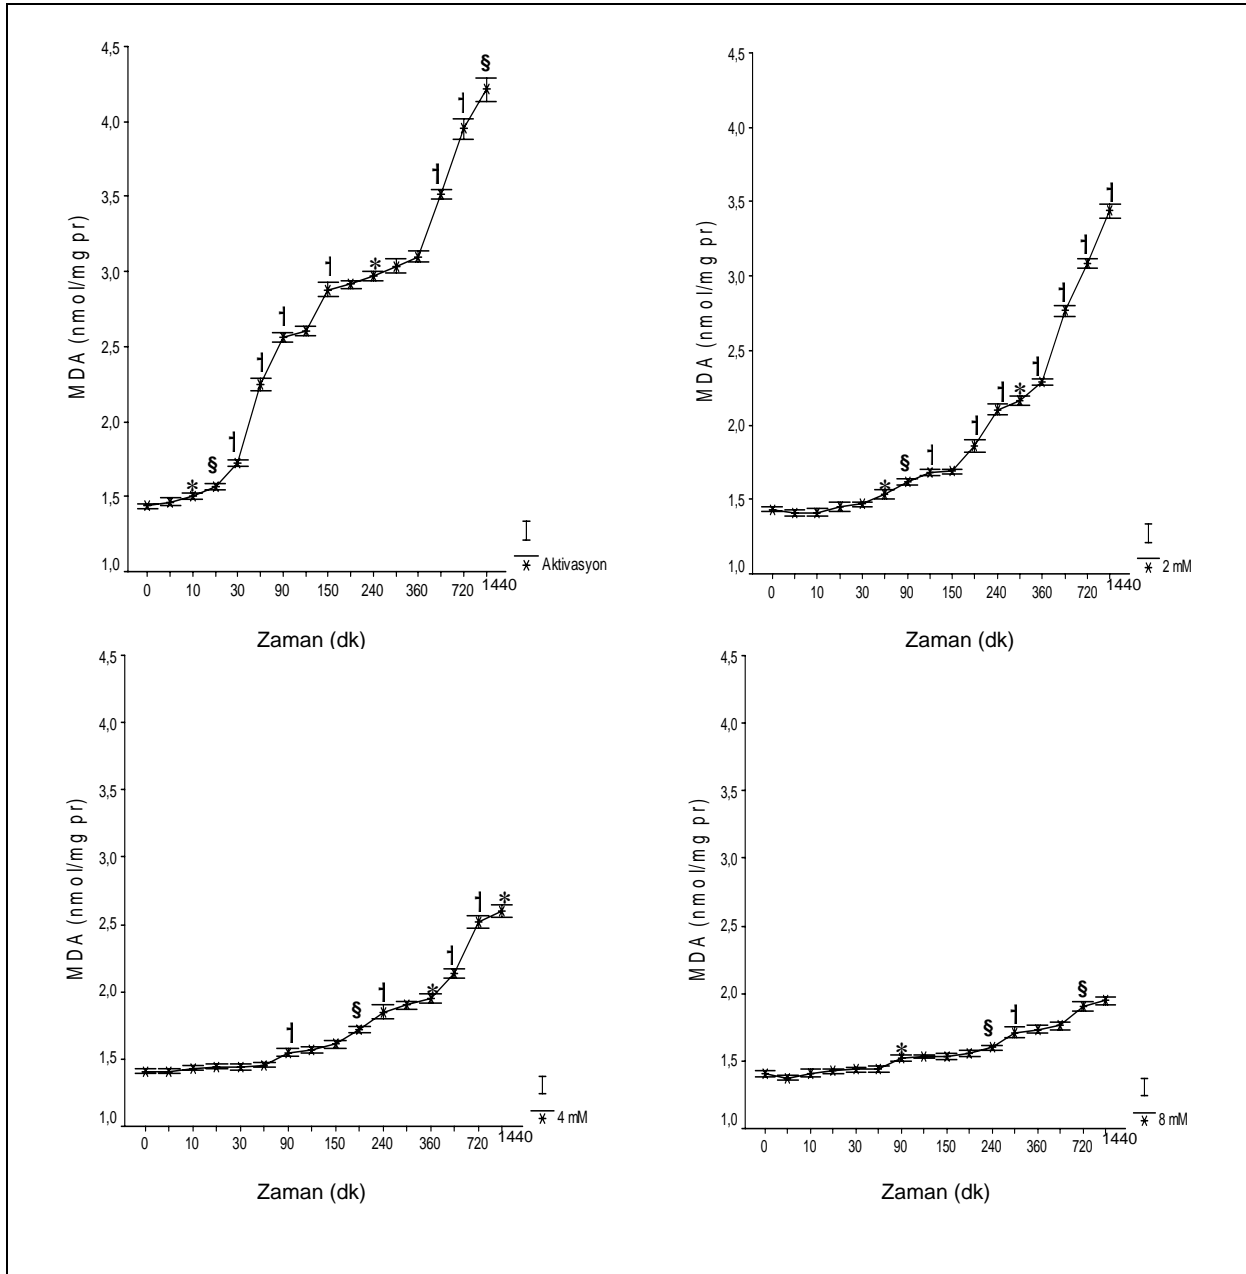 4,5
4,0
3,5
3,0
2,5
2,0
1,5
1,0
MDA (nmol/mg pr)
* § ┤ ┤ ┤ ┤ * ┤ ┤ §
Aktivasyon
0 10 30 90 150 240 360 720 1440
Zaman (dk)
4,5
4,0
3,5
3,0
2,5
2,0
1,5
1,0
MDA (nmol/mg pr)
* § ┤ ┤ ┤ * ┤ ┤ ┤ ┤
2 mM
0 10 30 90 150 240 360 720 1440
Zaman (dk)
4,5
4,0
3,5
3,0
2,5
2,0
1,5
1,0
MDA (nmol/mg pr)
┤ § ┤ * ┤ ┤ *
4 mM
0 10 30 90 150 240 360 720 1440
Zaman (dk)
4,5
4,0
3,5
3,0
2,5
2,0
1,5
1,0
MDA (nmol/mg pr)
* § ┤ §
8 mM
0 10 30 90 150 240 360 720 1440
Zaman (dk)